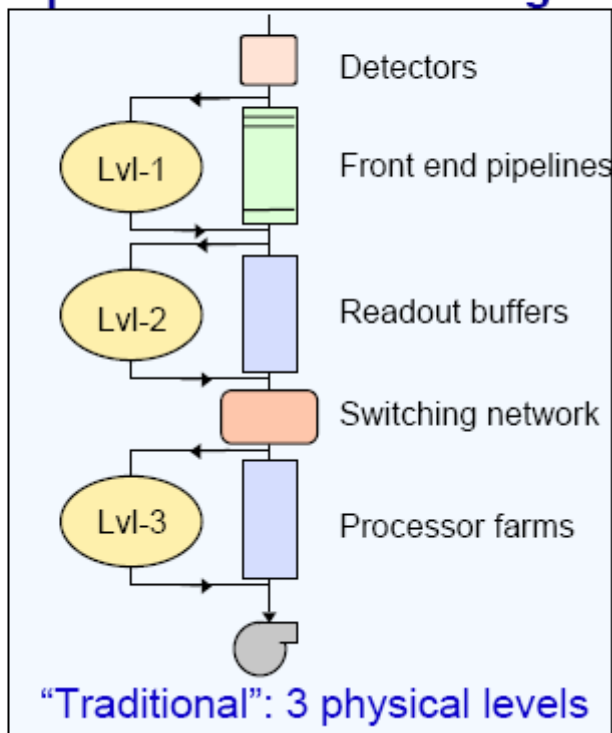 Detectors
Lvl-1
Front end pipelines
Lvl-2
Readout buffers
Switching network
Lvl-3
Processor farms
“Traditional”: 3 physical levels